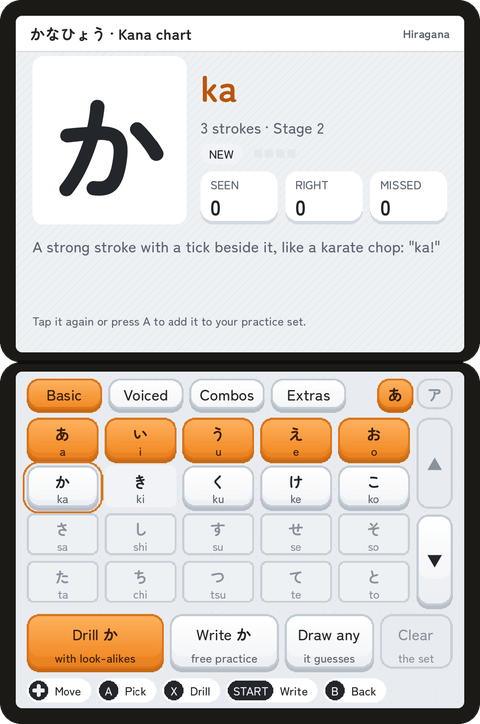 かなひょう · Kana chart
Hiragana
か
ka
3 strokes · Stage 2
NEW
SEEN RIGHT MISSED
0 0 0
A strong stroke with a tick beside it, like a karate chop: "ka!"
Tap it again or press A to add it to your practice set.
Basic Voiced Combos Extras あ ア
あ い う え お
a i u e o
か き く け こ
ka ki ku ke ko
さ し す せ そ
sa shi su se so
た ち つ て と
ta chi tsu te to
Drill か Write か Draw any Clear
with look-alikes free practice it guesses the set
Move A Pick X Drill START Write B Back